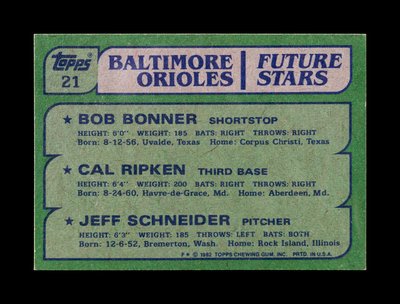 Topps
21
BALTIMORE ORIOLES
FUTURE STARS
★ BOB BONNER SHORTSTOP
HEIGHT: 6'0" WEIGHT: 185 BATS: RIGHT THROWS: RIGHT
Born: 8-12-56, Uvalde, Texas Home: Corpus Christi, Texas
★ CAL RIPKEN THIRD BASE
HEIGHT: 6'4" WEIGHT: 200 BATS: RIGHT THROWS: RIGHT
Born: 8-24-60, Havre-de-Grace, Md. Home: Aberdeen, Md.
★ JEFF SCHNEIDER PITCHER
HEIGHT: 6'3" WEIGHT: 185 THROWS: LEFT BATS: BOTH
Born: 12-6-52, Bremerton, Wash. Home: Rock Island, Illinois
F* © 1982 TOPPS CHEWING GUM, INC. PRTD. IN U.S.A.